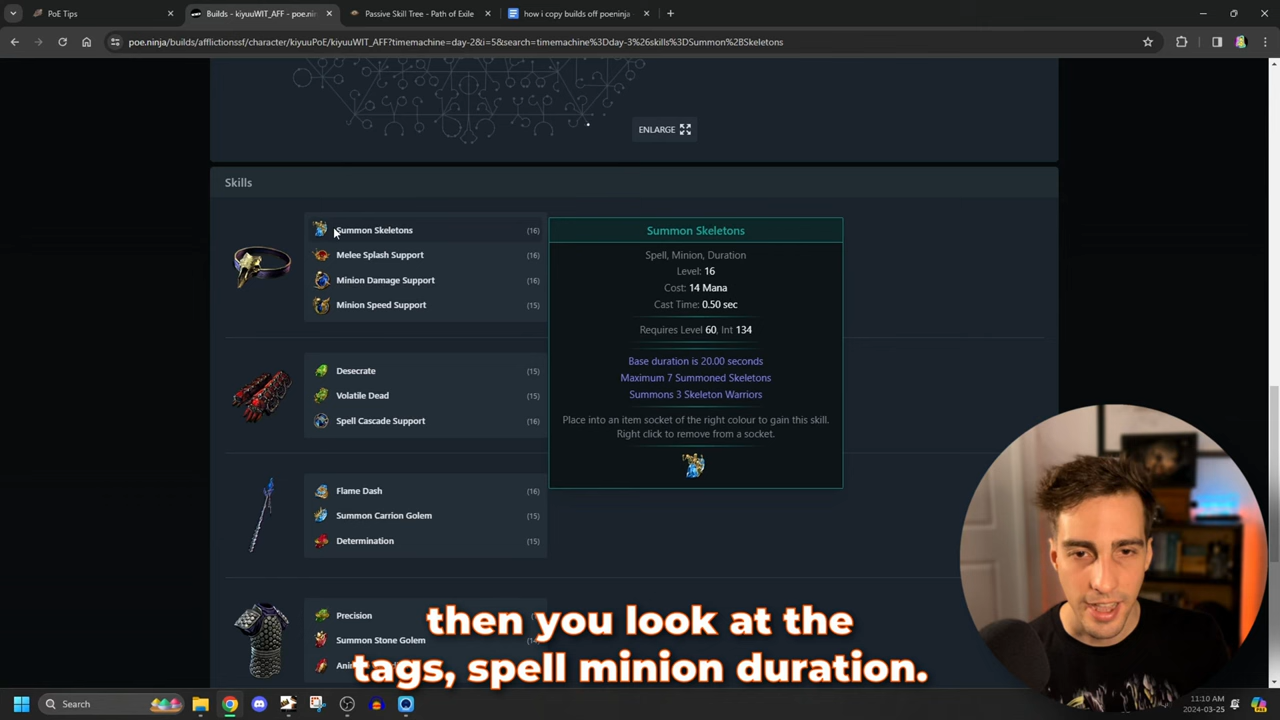 PoE Tips
Builds - kiyuuWIT_AFF - poe.nin
Passive Skill Tree - Path of Exile
how i copy builds off poeninja -
poe.ninja/builds/afflictionssf/character/kiyuuPoE/kiyuuWIT_AFF?timemachine=day-2&i=5&search=timemachine%3Dday-3%26skills%3DSummon%2BSkeletons
ENLARGE
Skills
Summon Skeletons (16)
Melee Splash Support (16)
Minion Damage Support (16)
Minion Speed Support (15)
Summon Skeletons
Spell, Minion, Duration
Level: 16
Cost: 14 Mana
Cast Time: 0.50 sec
Requires Level 60, Int 134
Base duration is 20.00 seconds
Maximum 7 Summoned Skeletons
Summons 3 Skeleton Warriors
Place into an item socket of the right colour to gain this skill.
Right click to remove from a socket.
Desecrate (15)
Volatile Dead (15)
Spell Cascade Support (16)
Flame Dash (16)
Summon Carrion Golem (15)
Determination (15)
Precision
Summon Stone Golem
then you look at the
tags, spell minion duration.
Search
11:10 AM
2024-03-25